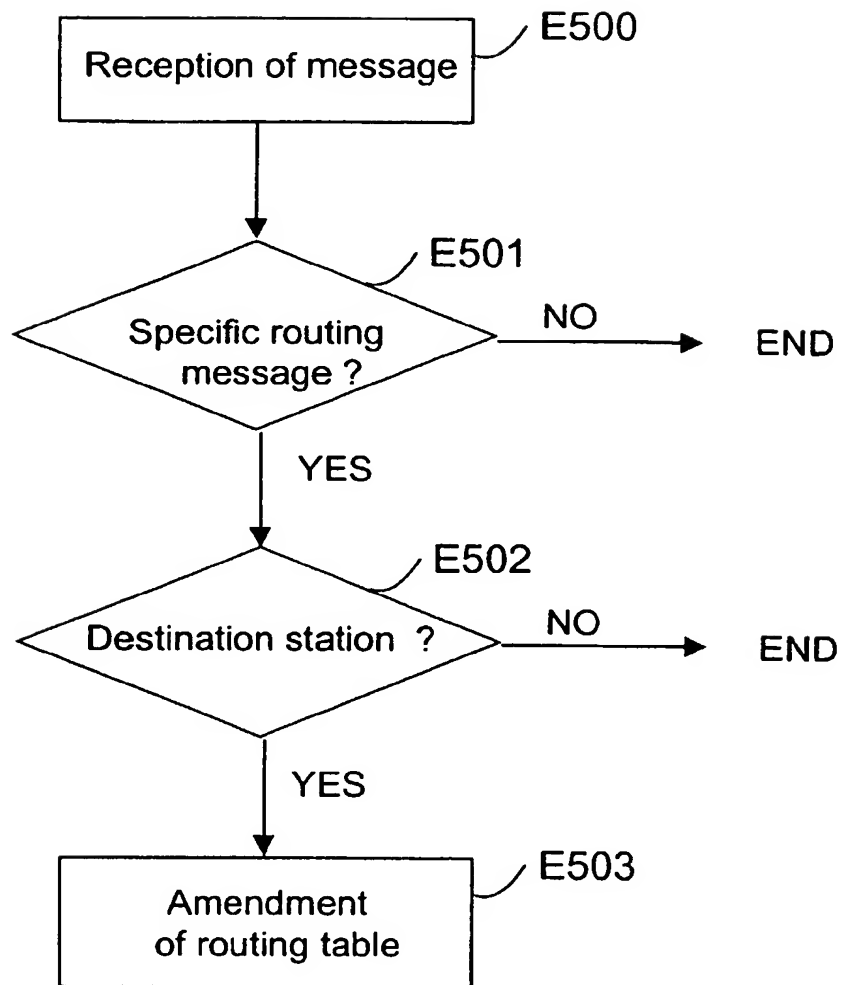 E500
Reception of message
E501
Specific routing
message ?
NO
END
YES
E502
Destination station ?
NO
END
YES
E503
Amendment
of routing table